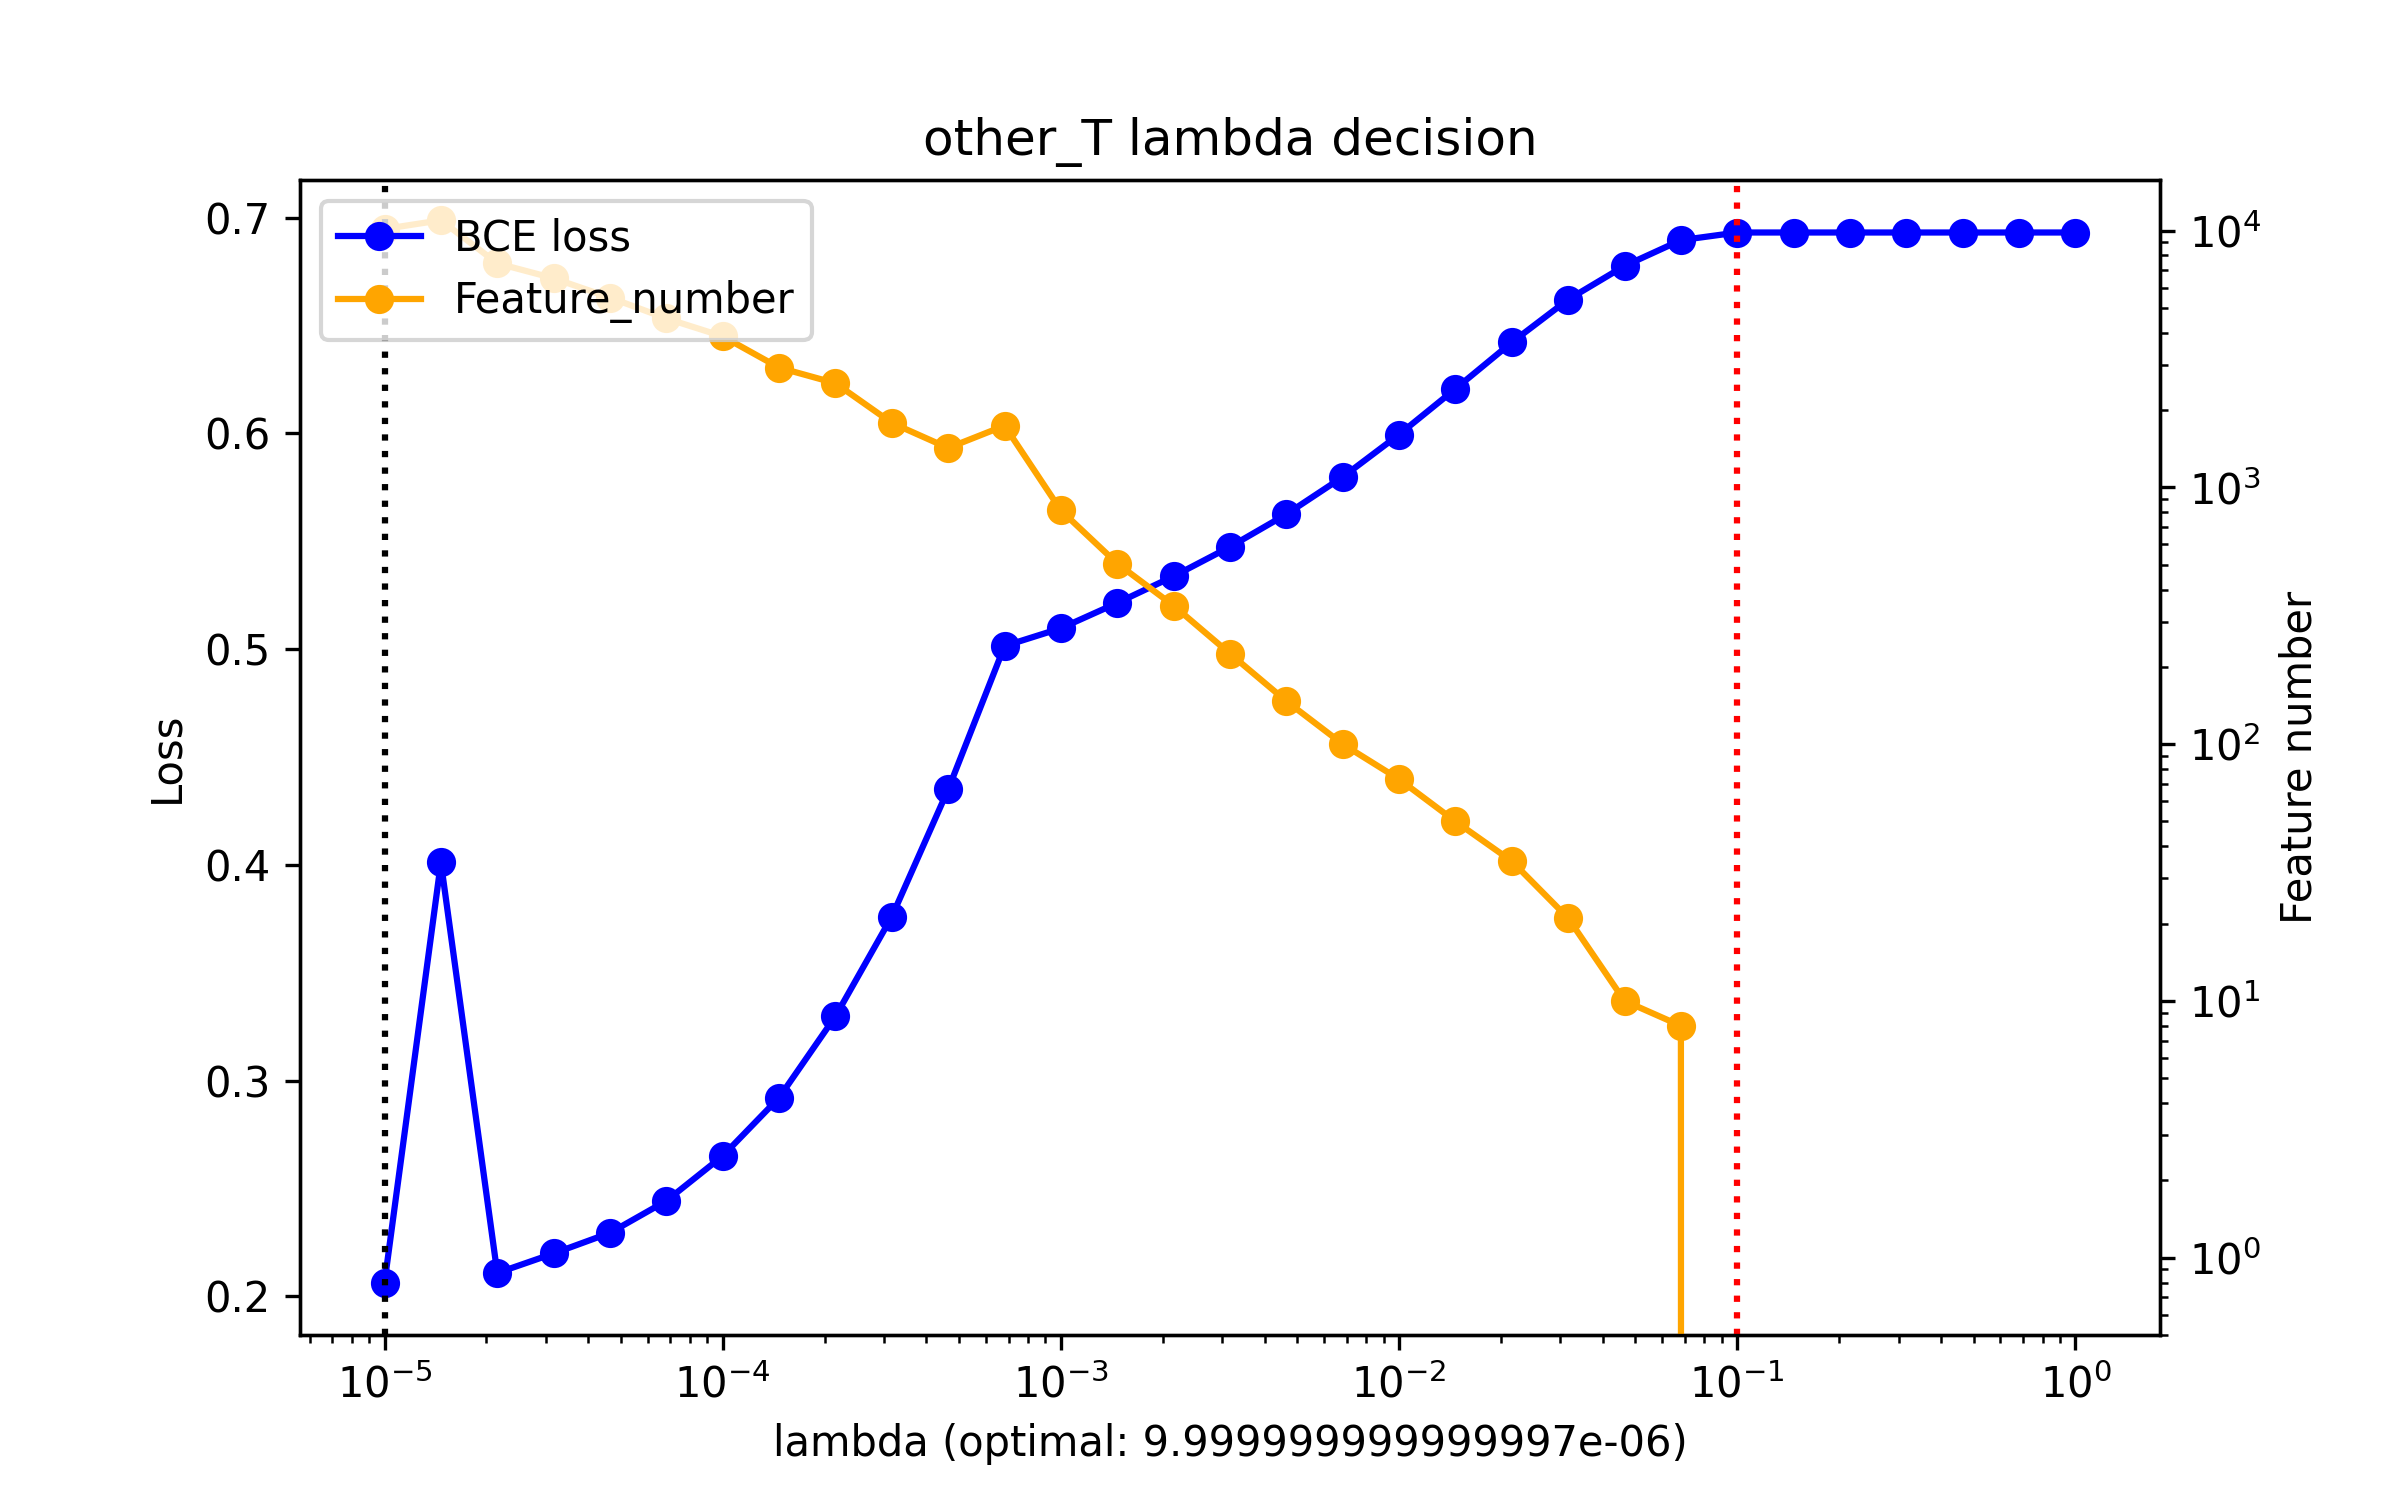 other_T lambda decision
BCE loss
Feature_number
0.7
0.6
0.5
0.4
0.3
0.2
Loss
10⁴
10³
10²
10¹
10⁰
Feature number
10⁻⁵ 10⁻⁴ 10⁻³ 10⁻² 10⁻¹ 10⁰
lambda (optimal: 9.999999999999997e-06)